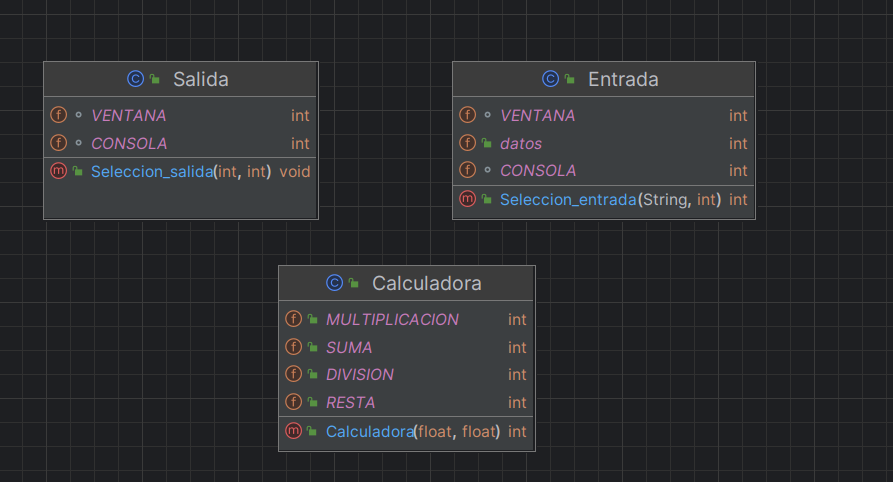 Salida
VENTANA int
CONSOLA int
Seleccion_salida(int, int) void
Entrada
VENTANA int
datos int
CONSOLA int
Seleccion_entrada(String, int) int
Calculadora
MULTIPLICACION int
SUMA int
DIVISION int
RESTA int
Calculadora(float, float) int